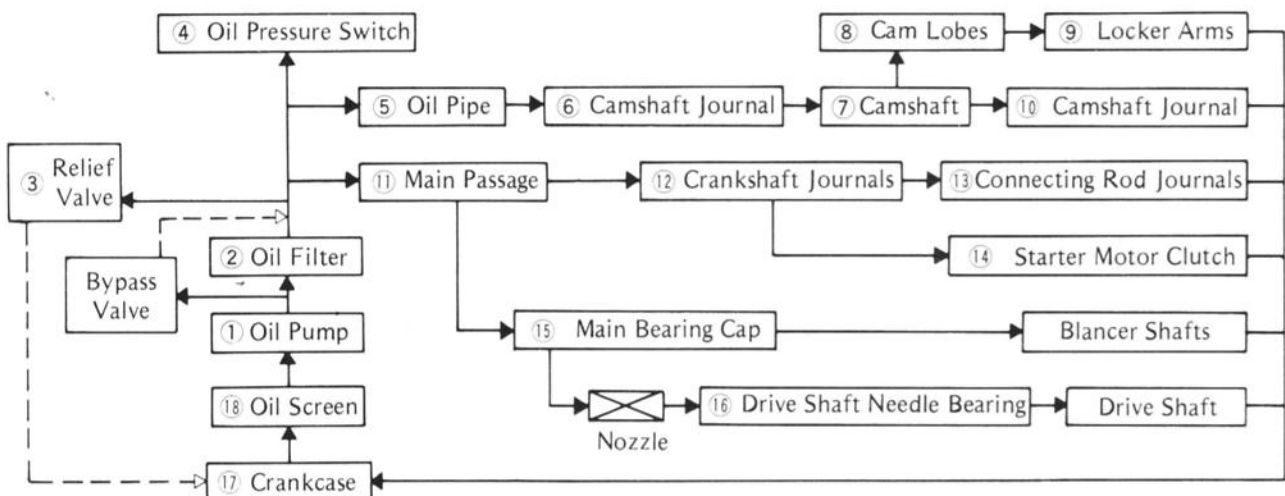 ④ Oil Pressure Switch
⑧ Cam Lobes
⑨ Locker Arms
⑤ Oil Pipe
⑥ Camshaft Journal
⑦ Camshaft
⑩ Camshaft Journal
③ Relief
Valve
⑪ Main Passage
⑫ Crankshaft Journals
⑬ Connecting Rod Journals
② Oil Filter
⑭ Starter Motor Clutch
Bypass
Valve
① Oil Pump
⑮ Main Bearing Cap
Blancer Shafts
⑱ Oil Screen
Nozzle
⑯ Drive Shaft Needle Bearing
Drive Shaft
⑰ Crankcase